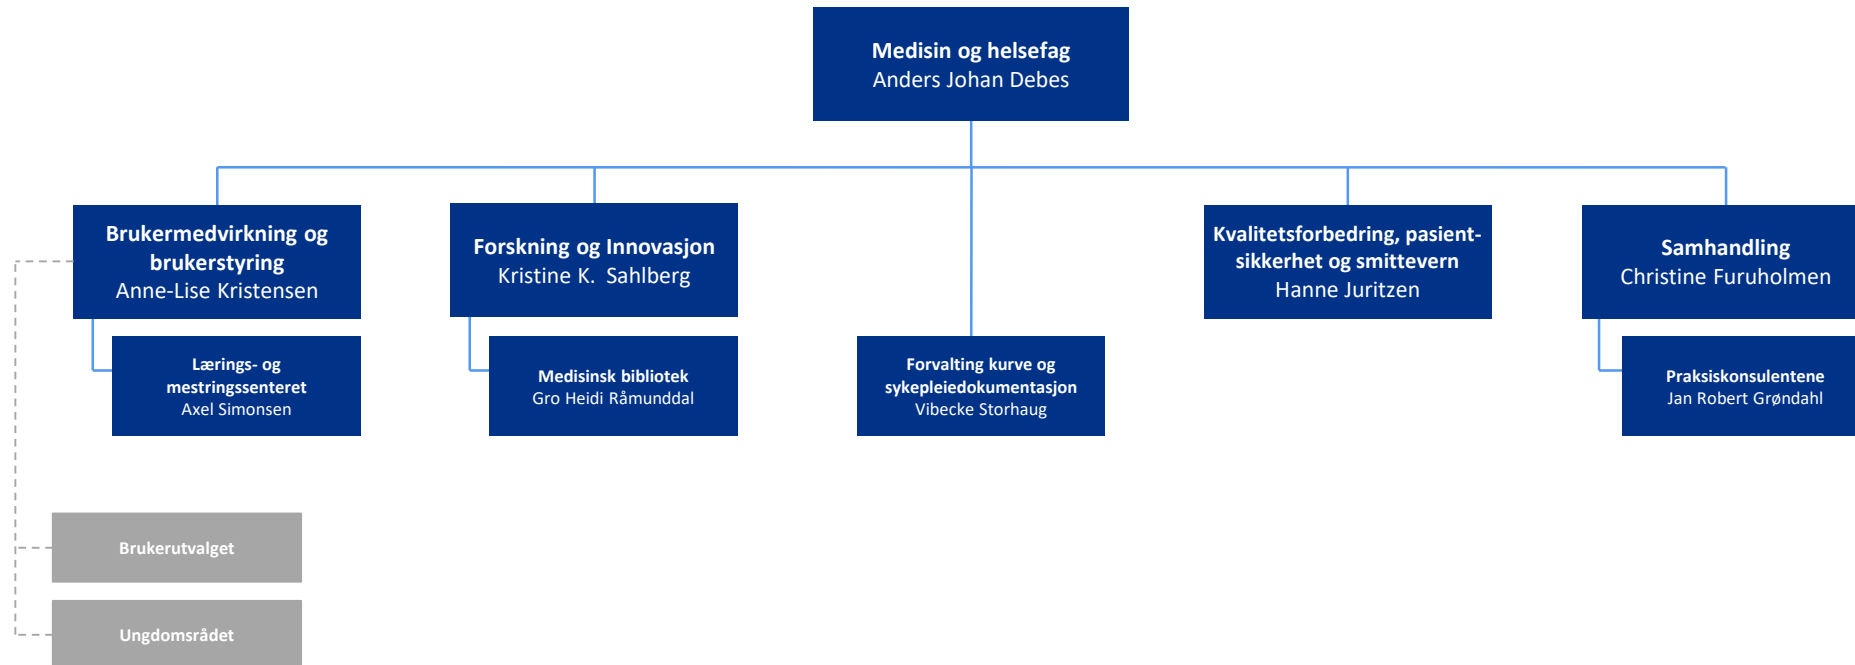 Medisin og helsefag
Anders Johan Debes
Brukermedvirkning og
brukerstyring
Anne-Lise Kristensen
Forskning og Innovasjon
Kristine K.  Sahlberg
Kvalitetsforbedring, pasient-
sikkerhet og smittevern
Hanne Juritzen
Samhandling
Christine Furuholmen
Lærings- og
mestringssenteret
Axel Simonsen
Medisinsk bibliotek
Gro Heidi Råmunddal
Forvalting kurve og
sykepleiedokumentasjon
Vibecke Storhaug
Praksiskonsulentene
Jan Robert Grøndahl
Brukerutvalget
Ungdomsrådet